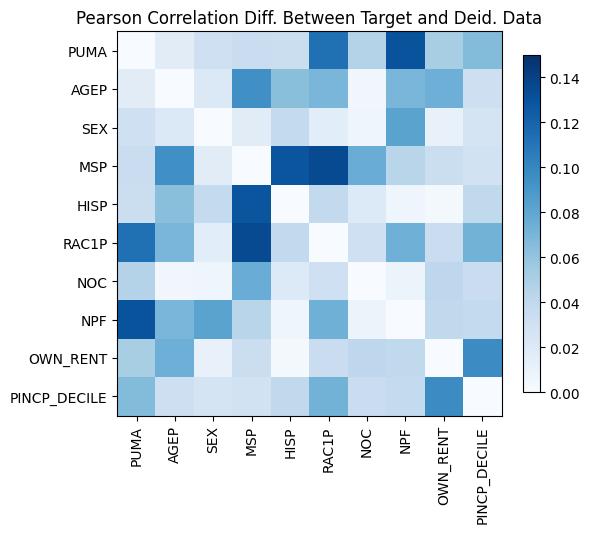 Pearson Correlation Diff. Between Target and Deid. Data
PUMA
AGEP
SEX
MSP
HISP
RAC1P
NOC
NPF
OWN_RENT
PINCP_DECILE
PUMA
AGEP
SEX
MSP
HISP
RAC1P
NOC
NPF
OWN_RENT
PINCP_DECILE
0.14
0.12
0.10
0.08
0.06
0.04
0.02
0.00